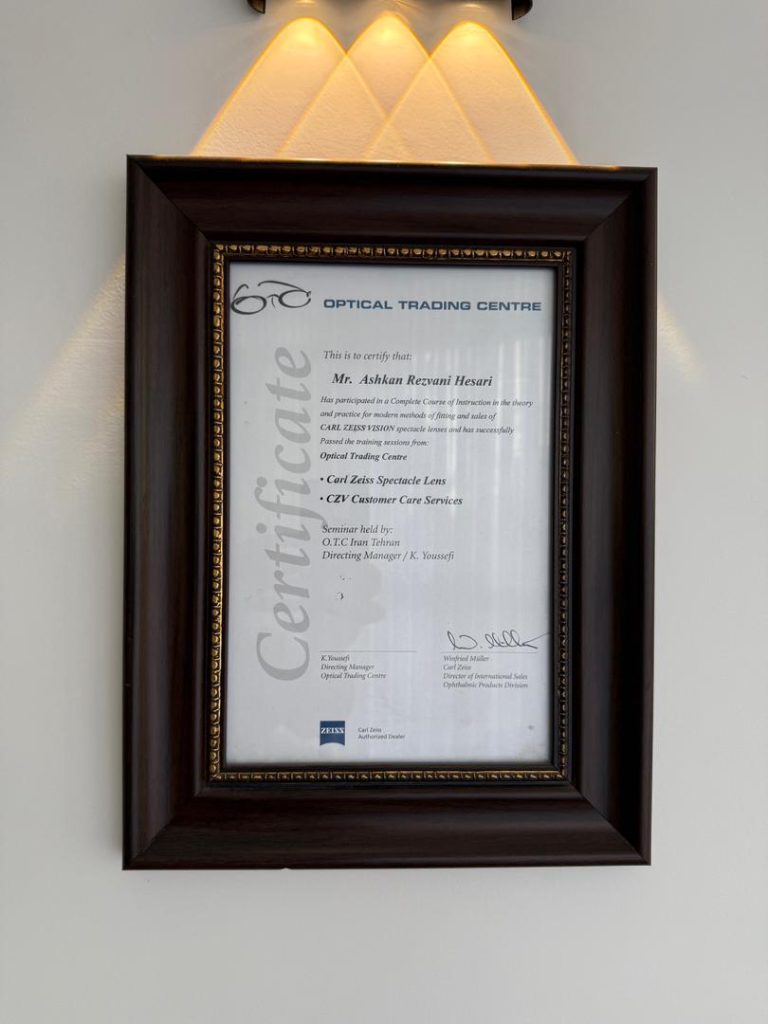 OTC OPTICAL TRADING CENTRE
Certificate
This is to certify that:
Mr. Ashkan Rezvani Hesari
Has participated in a Complete Course of Instruction in the theory
and practice for modern methods of fitting and sales of
CARL ZEISS VISION spectacle lenses and has successfully
Passed the training sessions from:
Optical Trading Centre
• Carl Zeiss Spectacle Lens
• CZV Customer Care Services
Seminar held by:
O.T.C Iran Tehran
Directing Manager / K. Youssefi
K.Youssefi
Directing Manager
Optical Trading Centre
W. Müller
Winfried Müller
Carl Zeiss
Director of International Sales
Ophthalmic Products Division
ZEISS
Carl Zeiss
Authorized Dealer